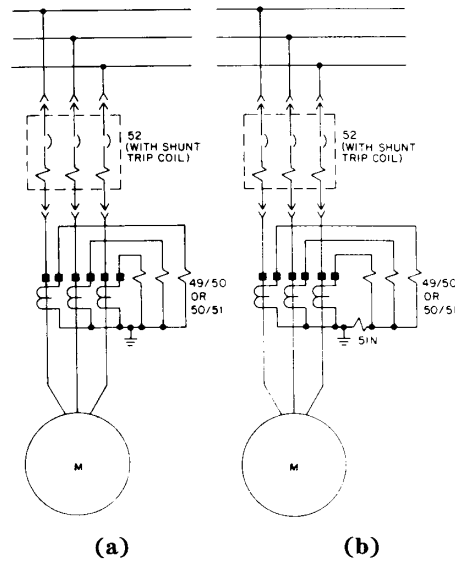 52
(WITH SHUNT
TRIP COIL)
49/50
OR
50/51
M
(a)
52
(WITH SHUNT
TRIP COIL)
49/50
OR
50/51
51N
M
(b)